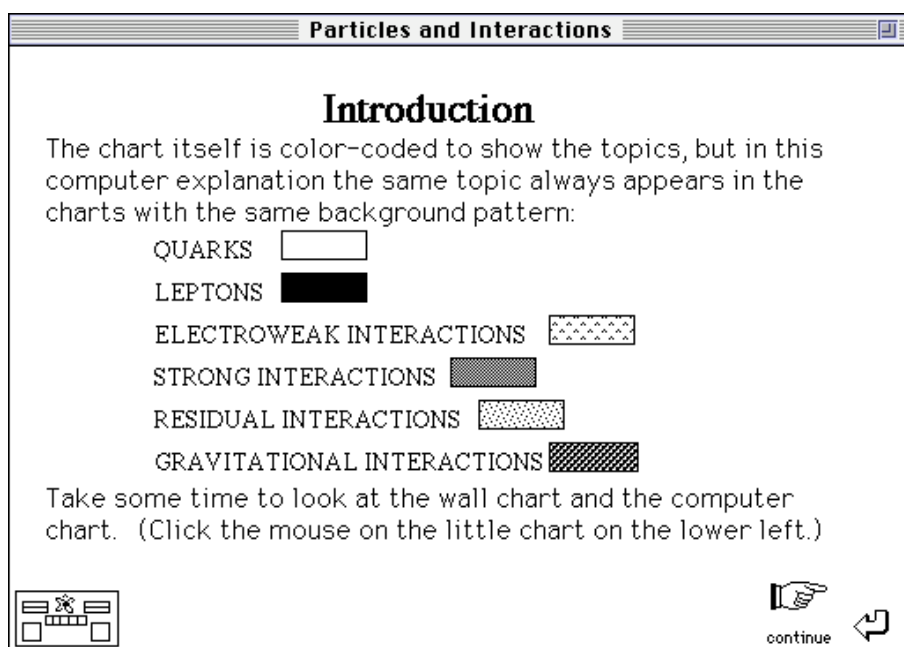 Particles and Interactions
Introduction
The chart itself is color-coded to show the topics, but in this
computer explanation the same topic always appears in the
charts with the same background pattern:
QUARKS
LEPTONS
ELECTROWEAK INTERACTIONS
STRONG INTERACTIONS
RESIDUAL INTERACTIONS
GRAVITATIONAL INTERACTIONS
Take some time to look at the wall chart and the computer
chart. (Click the mouse on the little chart on the lower left.)
continue